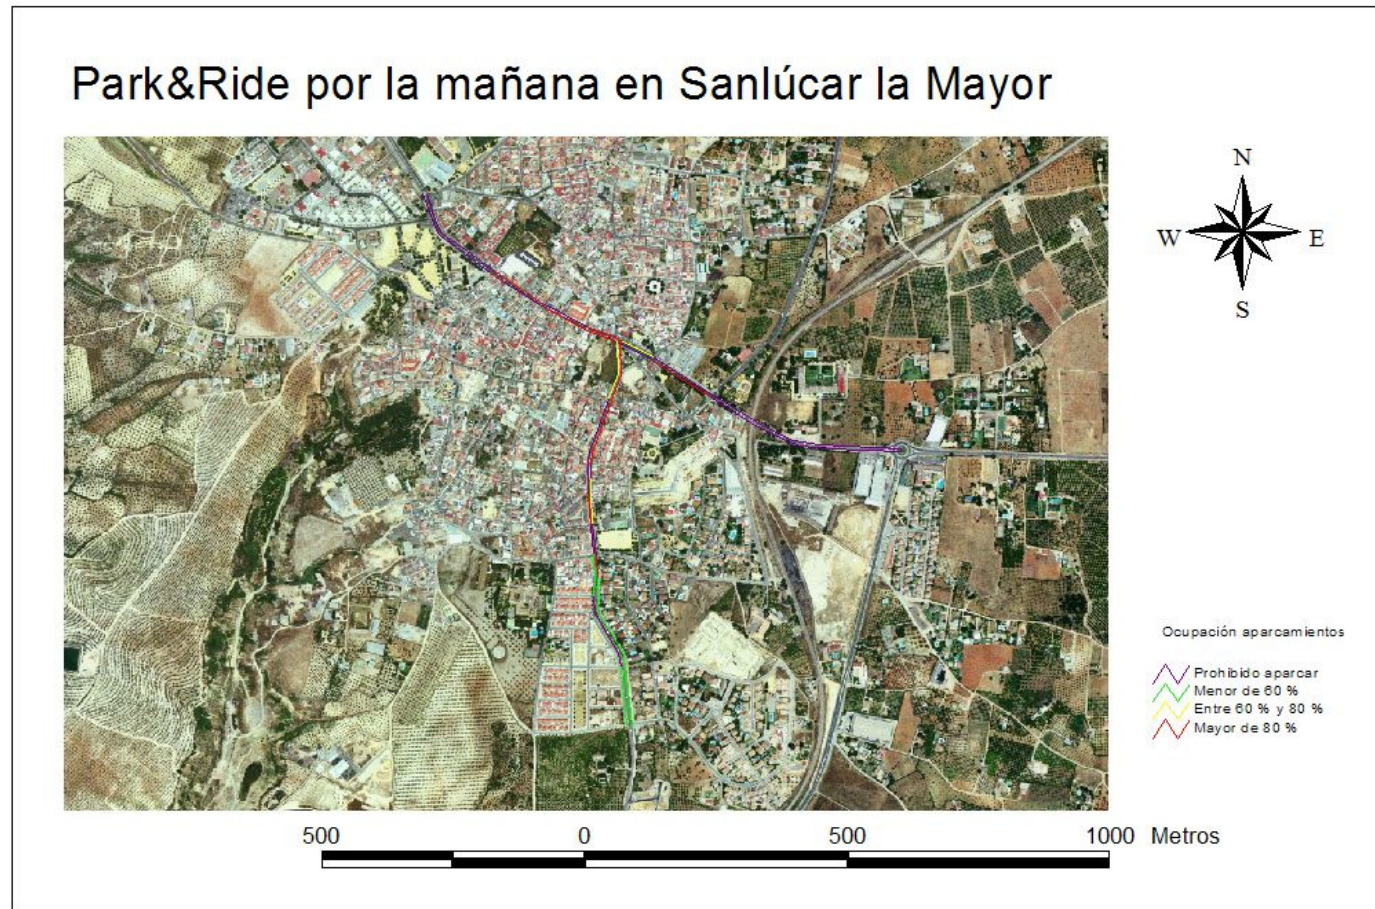 Park&Ride por la mañana en Sanlúcar la Mayor
N
W
E
S
Ocupación aparcamientos
Prohibido aparcar
Menor de 60 %
Entre 60 % y 80 %
Mayor de 80 %
500
0
500
1000 Metros